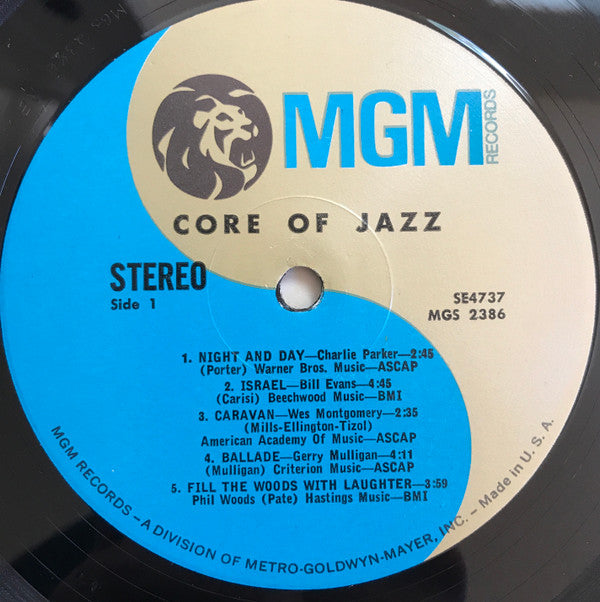 MGM
RECORDS
CORE OF JAZZ
STEREO
Side 1
SE4737
MGS 2386
1. NIGHT AND DAY—Charlie Parker—2:45
(Porter) Warner Bros. Music—ASCAP
2. ISRAEL—Bill Evans—4:45
(Carisi) Beechwood Music—BMI
3. CARAVAN—Wes Montgomery—2:35
(Mills-Ellington-Tizol)
American Academy Of Music—ASCAP
4. BALLADE—Gerry Mulligan—4:11
(Mulligan) Criterion Music—ASCAP
5. FILL THE WOODS WITH LAUGHTER—3:59
Phil Woods (Pate) Hastings Music—BMI
MGM RECORDS – A DIVISION OF METRO-GOLDWYN-MAYER, INC. – Made in U. S. A.